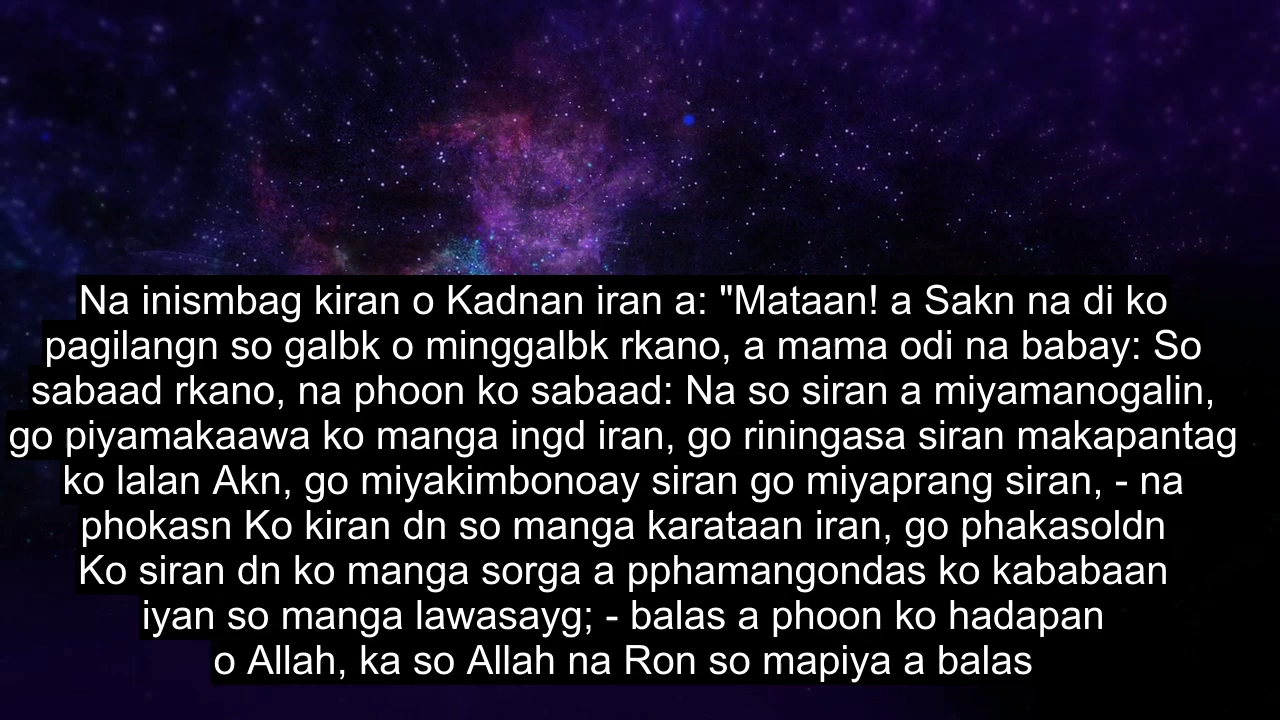 Na inismbag kiran o Kadnan iran a: "Mataan! a Sakn na di ko
pagilangn so galbk o minggalbk rkano, a mama odi na babay: So
sabaad rkano, na phoon ko sabaad: Na so siran a miyamanogalin,
go piyamakaawa ko manga ingd iran, go riningasa siran makapantag
ko lalan Akn, go miyakimbonoay siran go miyaprang siran, - na
phokasn Ko kiran dn so manga karataan iran, go phakasoldn
Ko siran dn ko manga sorga a pphamangondas ko kababaan
iyan so manga lawasayg; - balas a phoon ko hadapan
o Allah, ka so Allah na Ron so mapiya a balas